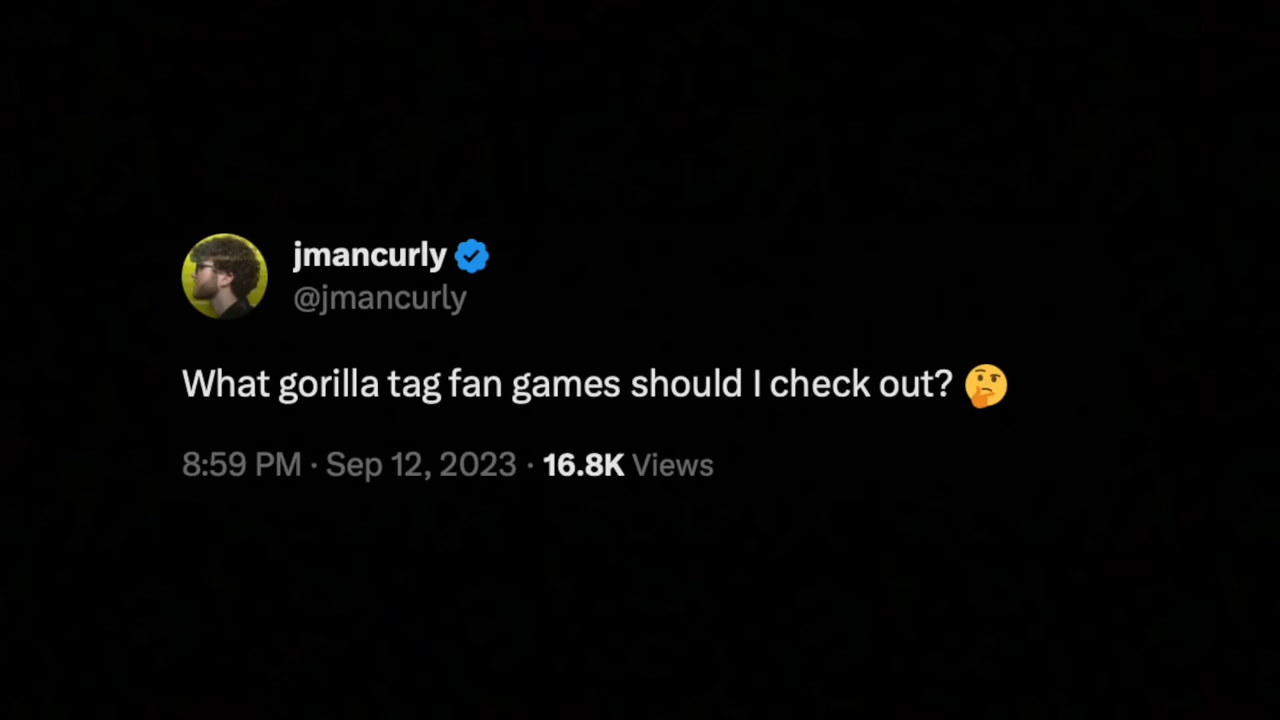 jmancurly
@jmancurly
What gorilla tag fan games should I check out? 🤔
8:59 PM · Sep 12, 2023 · 16.8K Views